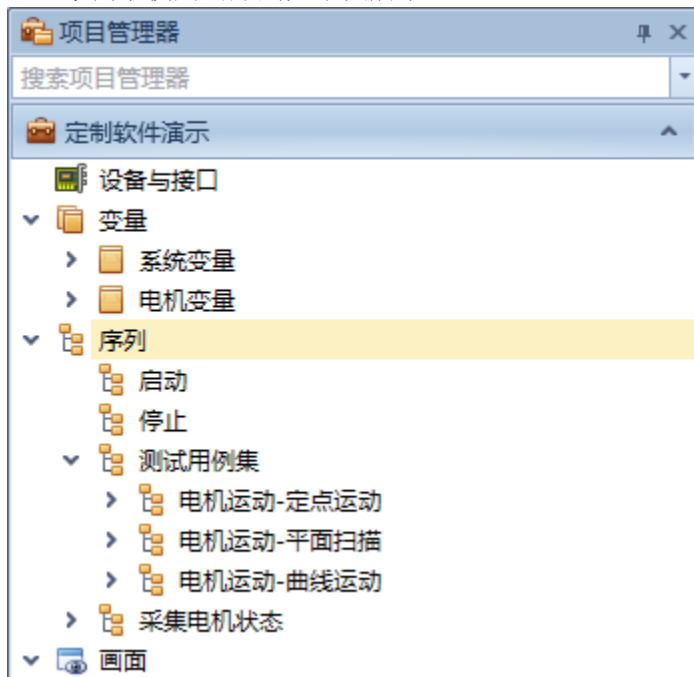 项目管理器
搜索项目管理器
定制软件演示
设备与接口
变量
系统变量
电机变量
序列
启动
停止
测试用例集
电机运动-定点运动
电机运动-平面扫描
电机运动-曲线运动
采集电机状态
画面